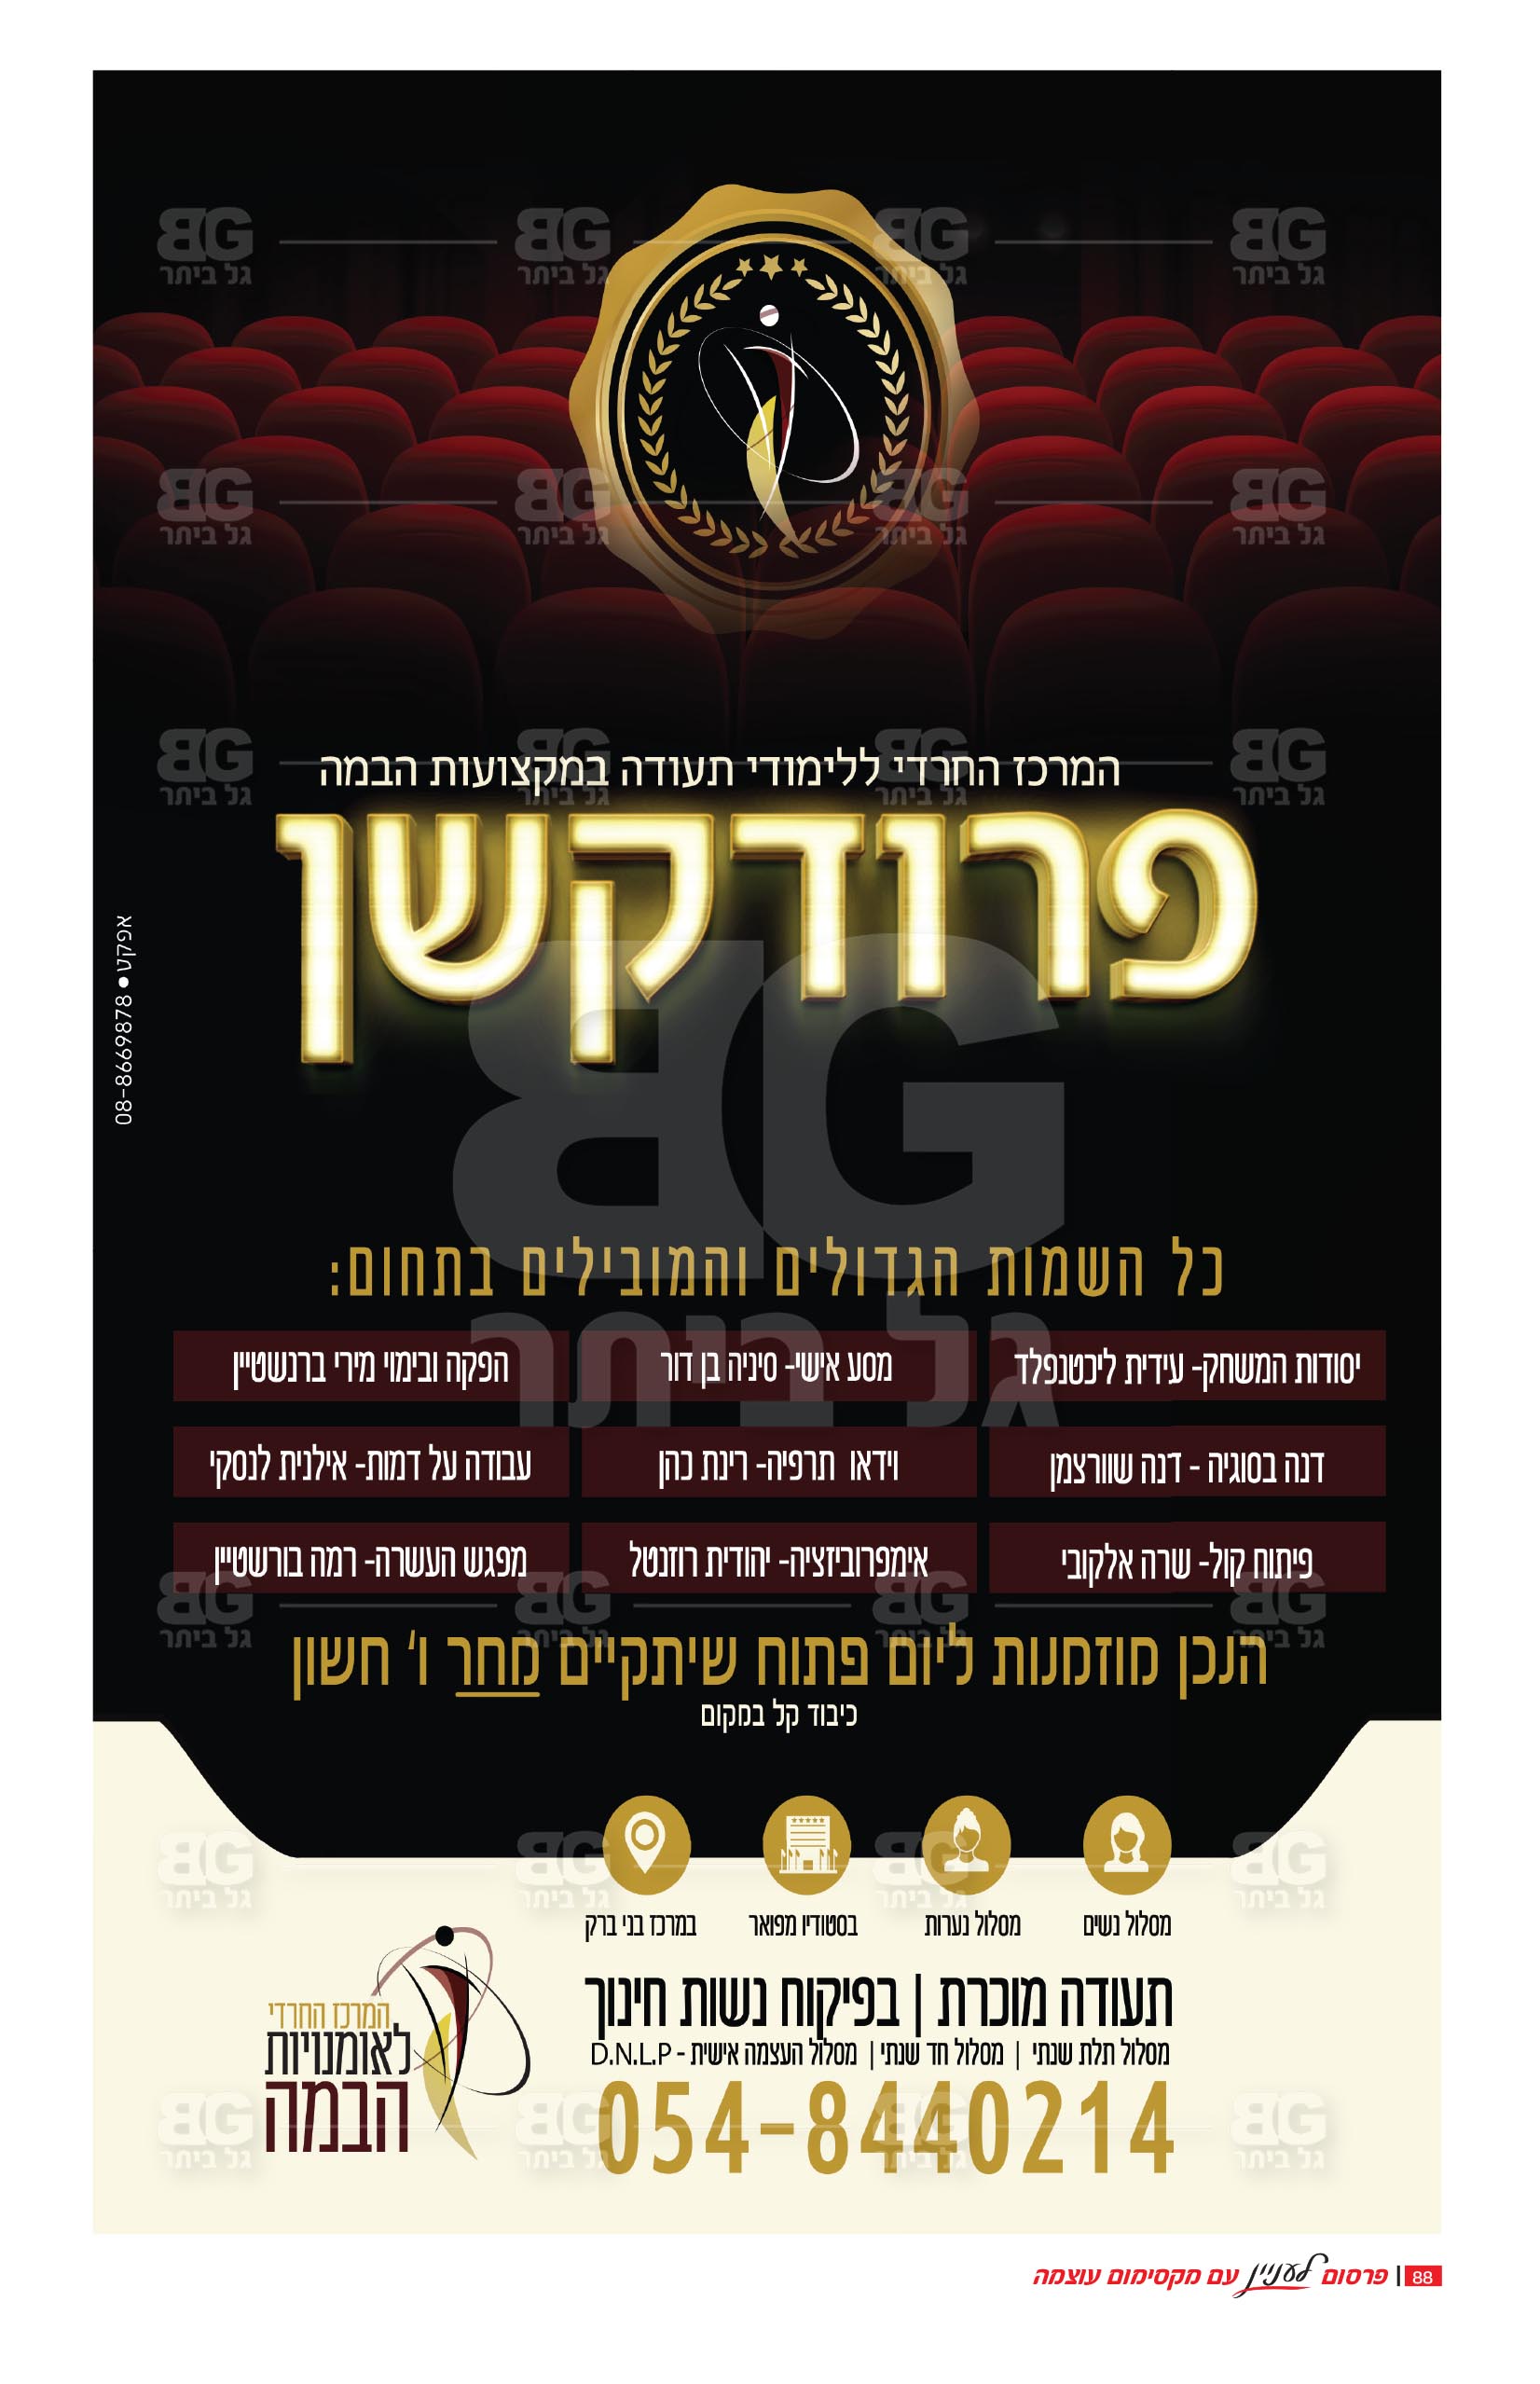 המרכז החרדי ללימודי תעודה במקצועות הבמה
פרודקשן
אפקט • 08-8669878
כל השמות הגדולים והמובילים בתחום:
יסודות המשחק- עידית ליכטנפלד
מסע אישי- סיניה בן דור
הפקה ובימוי מירי ברנשטיין
דנה בסוגיה - דנה שוורצמן
וידאו תרפיה- רינת כהן
עבודה על דמות- אילנית לנסקי
פיתוח קול- שרה אלקובי
אימפרוביזציה- יהודית רוזנטל
מפגש העשרה- רמה בורשטיין
הנכן מוזמנות ליום פתוח שיתקיים מחר ו' חשון
כיבוד קל במקום
מסלול נשים
מסלול נערות
בסטודיו מפואר
במרכז בני ברק
תעודה מוכרת | בפיקוח נשות חינוך
מסלול תלת שנתי | מסלול חד שנתי | מסלול העצמה אישית - D.N.L.P
054-8440214
המרכז החרדי
לאומנויות
הבמה
88 | פרסום לעניין עם מקסימום עוצמה
BG
גל ביתר